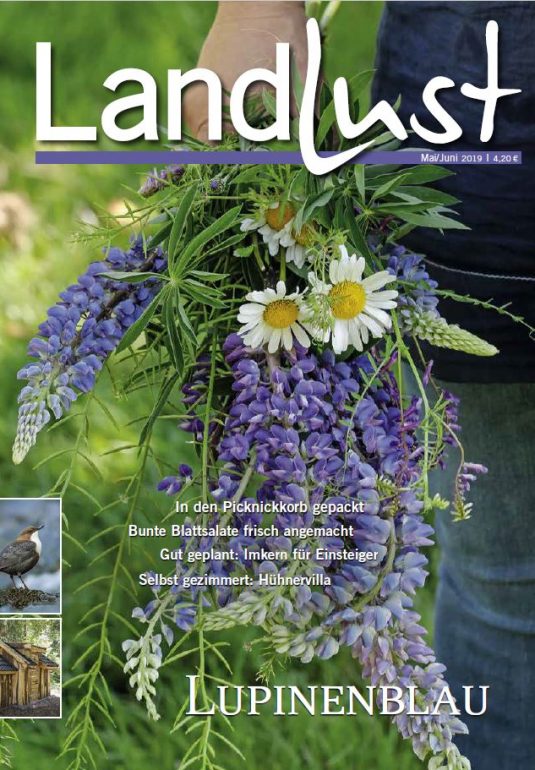 LandLust
Mai/Juni 2019 | 4,20 €
In den Picknickkorb gepackt
Bunte Blattsalate frisch angemacht
Gut geplant: Imkern für Einsteiger
Selbst gezimmert: Hühnervilla
LUPINENBLAU